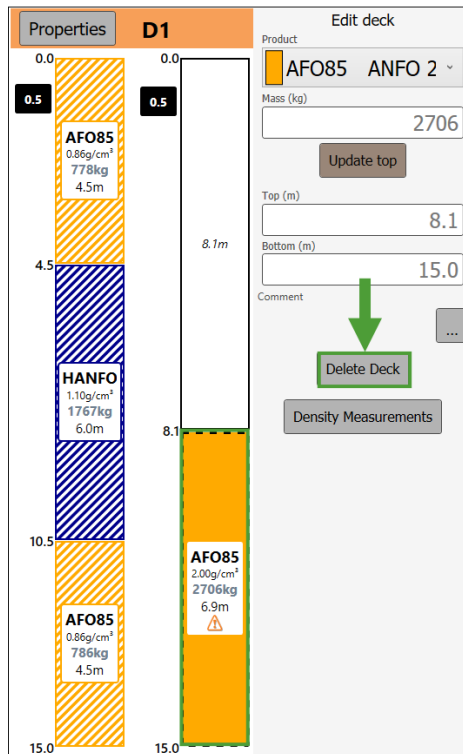 Properties
D1
0.0
0.5
AFO85
0.86g/cm³
778kg
4.5m
4.5
HANFO
1.10g/cm³
1767kg
6.0m
10.5
AFO85
0.86g/cm³
786kg
4.5m
15.0
0.0
0.5
8.1m
8.1
AFO85
2.00g/cm³
2706kg
6.9m
15.0
Edit deck
Product
AFO85 ANFO 2
Mass (kg)
2706
Update top
Top (m)
8.1
Bottom (m)
15.0
Comment
...
Delete Deck
Density Measurements